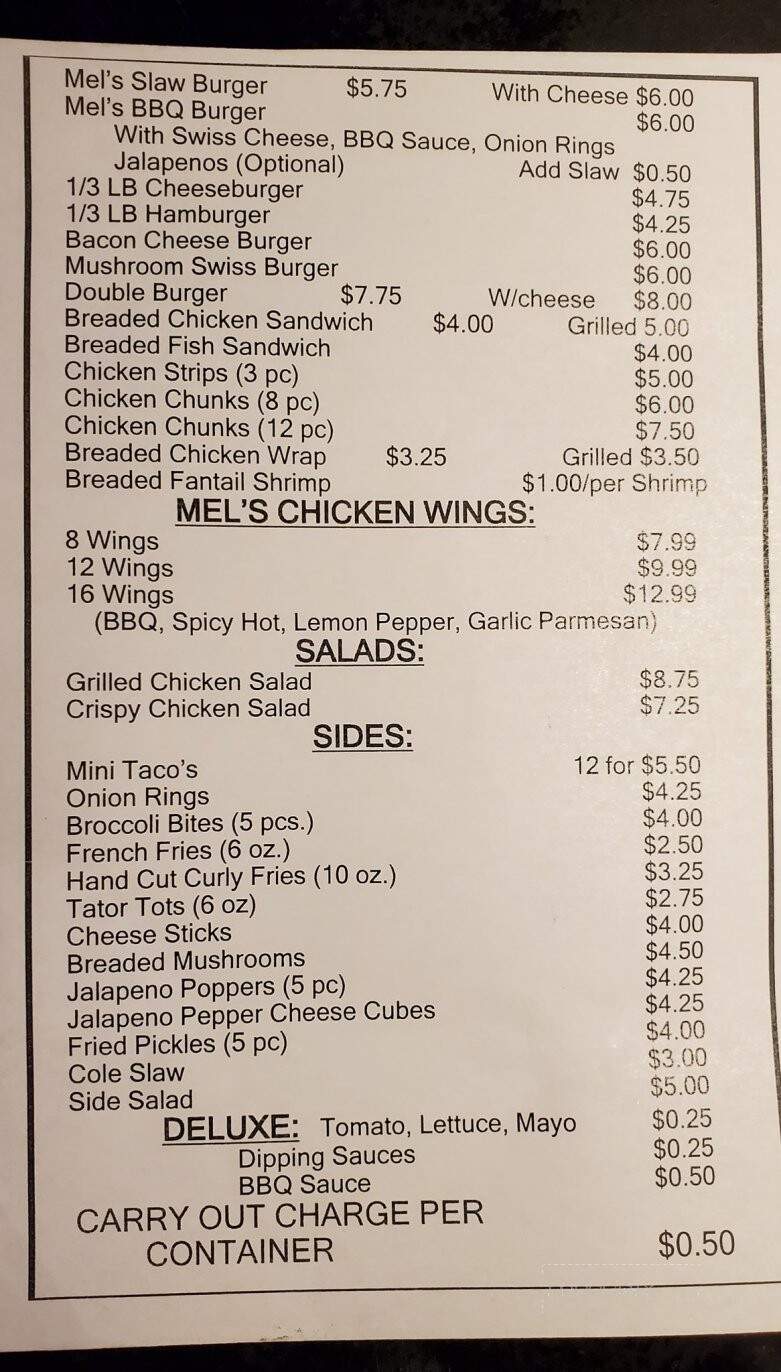 Mel's Slaw Burger $5.75 With Cheese $6.00
Mel's BBQ Burger $6.00
With Swiss Cheese, BBQ Sauce, Onion Rings
Jalapenos (Optional) Add Slaw $0.50
1/3 LB Cheeseburger $4.75
1/3 LB Hamburger $4.25
Bacon Cheese Burger $6.00
Mushroom Swiss Burger $6.00
Double Burger $7.75 W/cheese $8.00
Breaded Chicken Sandwich $4.00 Grilled 5.00
Breaded Fish Sandwich $4.00
Chicken Strips (3 pc) $5.00
Chicken Chunks (8 pc) $6.00
Chicken Chunks (12 pc) $7.50
Breaded Chicken Wrap $3.25 Grilled $3.50
Breaded Fantail Shrimp $1.00/per Shrimp
MEL'S CHICKEN WINGS:
8 Wings $7.99
12 Wings $9.99
16 Wings $12.99
(BBQ, Spicy Hot, Lemon Pepper, Garlic Parmesan)
SALADS:
Grilled Chicken Salad $8.75
Crispy Chicken Salad $7.25
SIDES:
Mini Taco's 12 for $5.50
Onion Rings $4.25
Broccoli Bites (5 pcs.) $4.00
French Fries (6 oz.) $2.50
Hand Cut Curly Fries (10 oz.) $3.25
Tator Tots (6 oz) $2.75
Cheese Sticks $4.00
Breaded Mushrooms $4.50
Jalapeno Poppers (5 pc) $4.25
Jalapeno Pepper Cheese Cubes $4.25
Fried Pickles (5 pc) $4.00
Cole Slaw $3.00
Side Salad $5.00
DELUXE: Tomato, Lettuce, Mayo $0.25
Dipping Sauces $0.25
BBQ Sauce $0.50
CARRY OUT CHARGE PER
CONTAINER $0.50